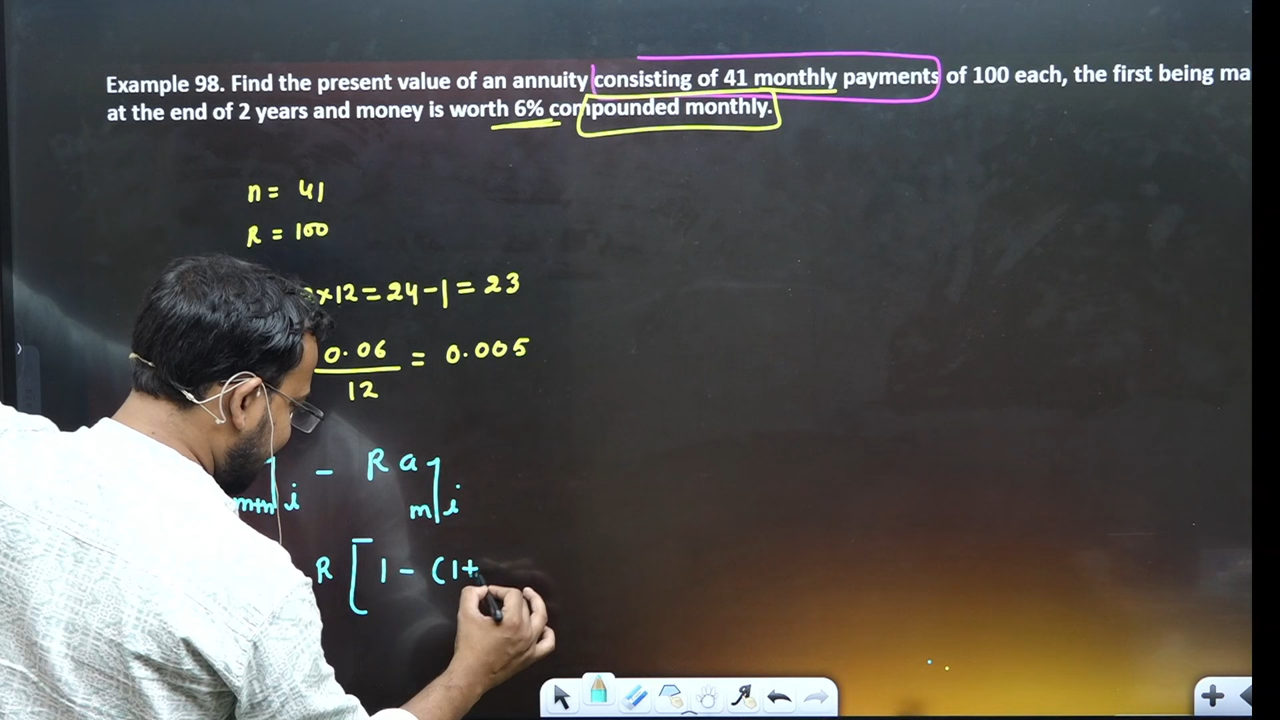 Example 98. Find the present value of an annuity consisting of 41 monthly payments of 100 each, the first being ma
at the end of 2 years and money is worth 6% compounded monthly.
n = 41
R = 100
×12 = 24 - 1 = 23
0.06 / 12 = 0.005
m+n] i - R a m] i
R [ 1 - (1+